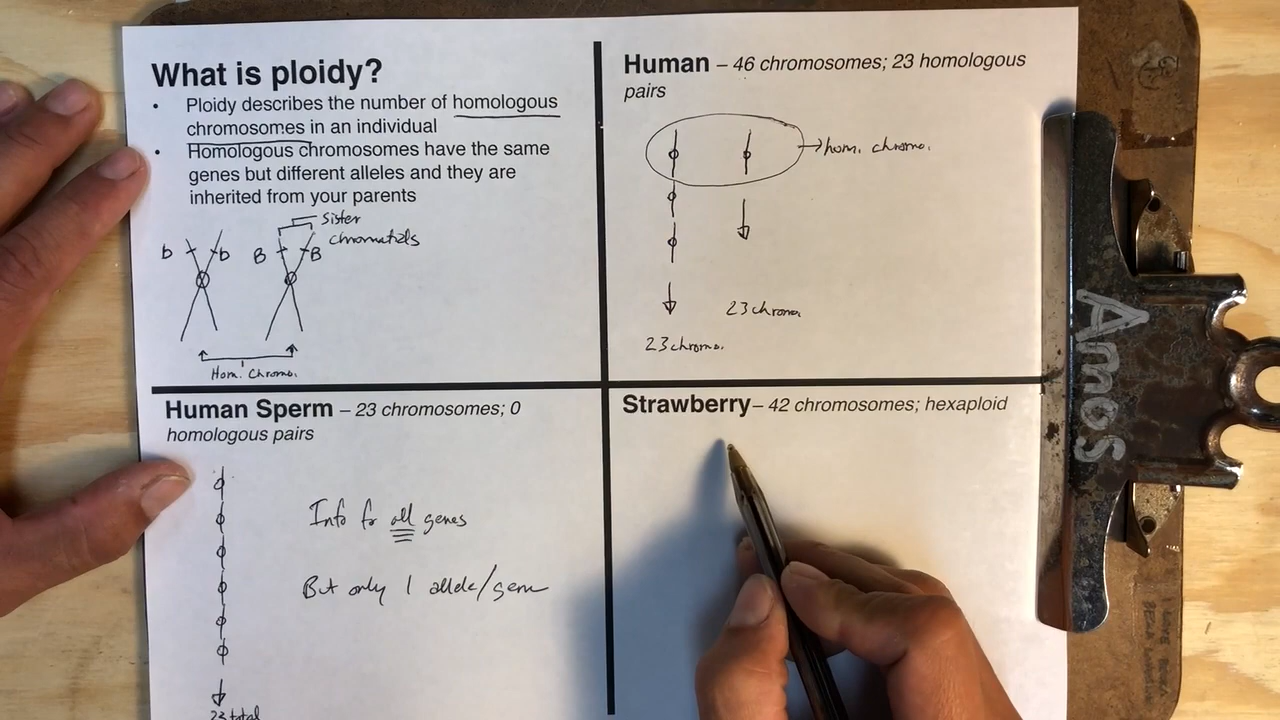 What is ploidy?
• Ploidy describes the number of homologous
chromosomes in an individual
• Homologous chromosomes have the same
genes but different alleles and they are
inherited from your parents
Sister
chromatids
b b B B
Hom. Chromo.
Human – 46 chromosomes; 23 homologous
pairs
hom. chromo.
23 chromo.
23 chromo.
Human Sperm – 23 chromosomes; 0
homologous pairs
Info for all genes
But only 1 allele/gene
23 total
Strawberry– 42 chromosomes; hexaploid
Amos